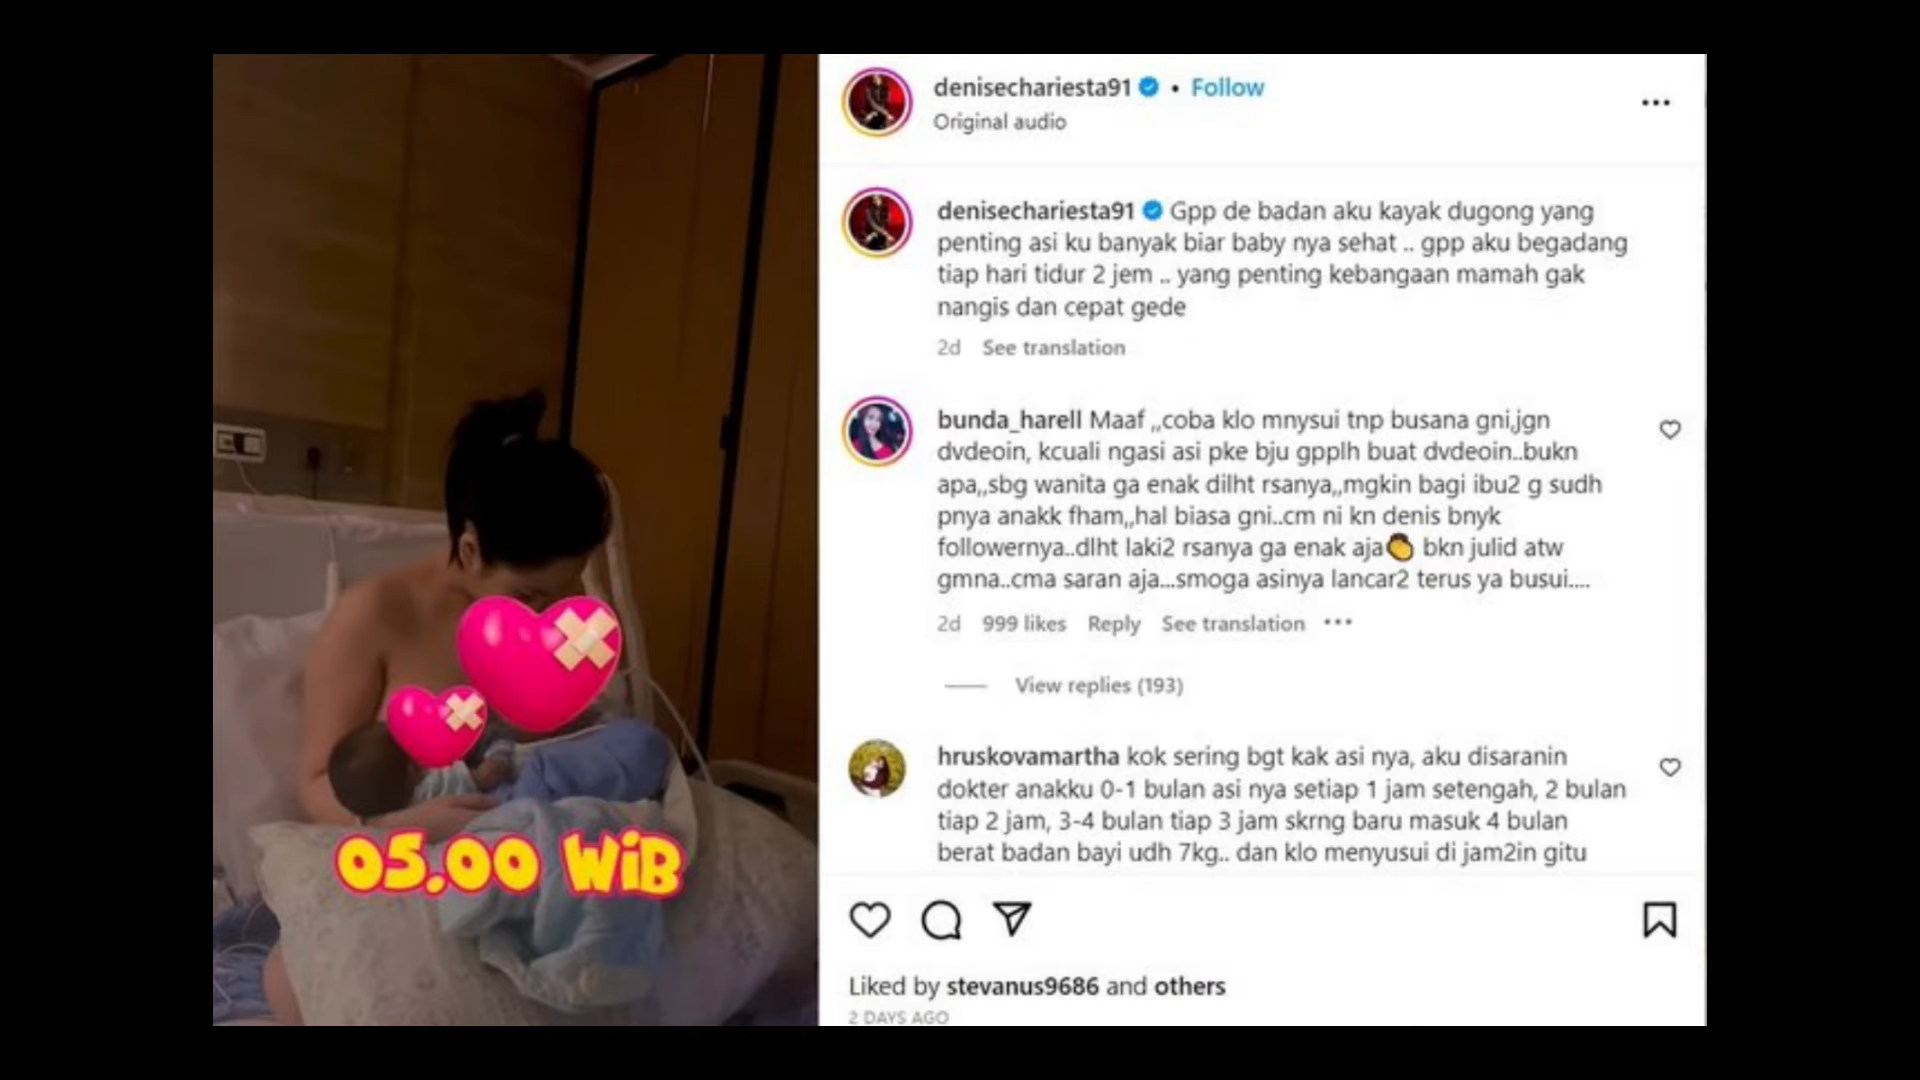 denisechariesta91 • Follow
Original audio
denisechariesta91 Gpp de badan aku kayak dugong yang
penting asi ku banyak biar baby nya sehat .. gpp aku begadang
tiap hari tidur 2 jem .. yang penting kebangaan mamah gak
nangis dan cepat gede
2d See translation
bunda_harell Maaf ,,coba klo mnysui tnp busana gni,jgn
dvdeoin, kcuali ngasi asi pke bju gpplh buat dvdeoin..bukn
apa,,sbg wanita ga enak dilht rsanya,,mgkin bagi ibu2 g sudh
pnya anakk fham,,hal biasa gni..cm ni kn denis bnyk
followernya..dlht laki2 rsanya ga enak aja👏 bkn julid atw
gmna..cma saran aja...smoga asinya lancar2 terus ya busui....
2d 999 likes Reply See translation •••
View replies (193)
hruskovamartha kok sering bgt kak asi nya, aku disaranin
dokter anakku 0-1 bulan asi nya setiap 1 jam setengah, 2 bulan
tiap 2 jam, 3-4 bulan tiap 3 jam skrng baru masuk 4 bulan
berat badan bayi udh 7kg.. dan klo menyusui di jam2in gitu
Liked by stevanus9686 and others
2 DAYS AGO
05.00 WiB